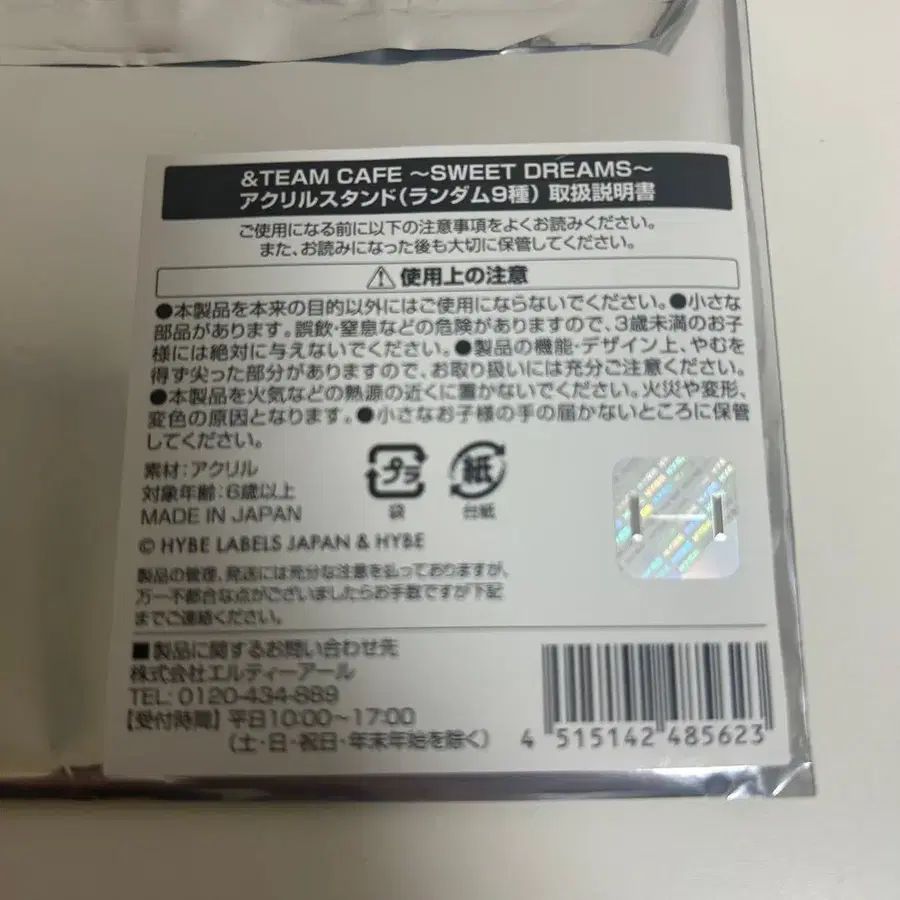 &TEAM CAFE ～SWEET DREAMS～
アクリルスタンド(ランダム9種) 取扱説明書
ご使用になる前に以下の注意事項をよくお読みください。
また、お読みになった後も大切に保管してください。
⚠使用上の注意
●本製品を本来の目的以外にはご使用にならないでください。●小さな
部品があります。誤飲・窒息などの危険がありますので、3歳未満のお子
様には絶対に与えないでください。●製品の機能・デザイン上、やむを
得ず尖った部分がありますので、お取り扱いには充分ご注意ください。
●本製品を火気などの熱源の近くに置かないでください。火災や変形、
変色の原因となります。●小さなお子様の手の届かないところに保管
してください。
素材:アクリル
対象年齢:6歳以上
MADE IN JAPAN
プラ
袋
紙
台紙
© HYBE LABELS JAPAN & HYBE
製品の管理、発送には充分な注意を払っておりますが、
万一不都合な点がございましたらお手数ですが下記
までご連絡ください。
■製品に関するお問い合わせ先
株式会社エルティーアール
TEL: 0120-434-889
【受付時間】平日10:00～17:00
(土・日・祝日・年末年始を除く)
4 515142 485623